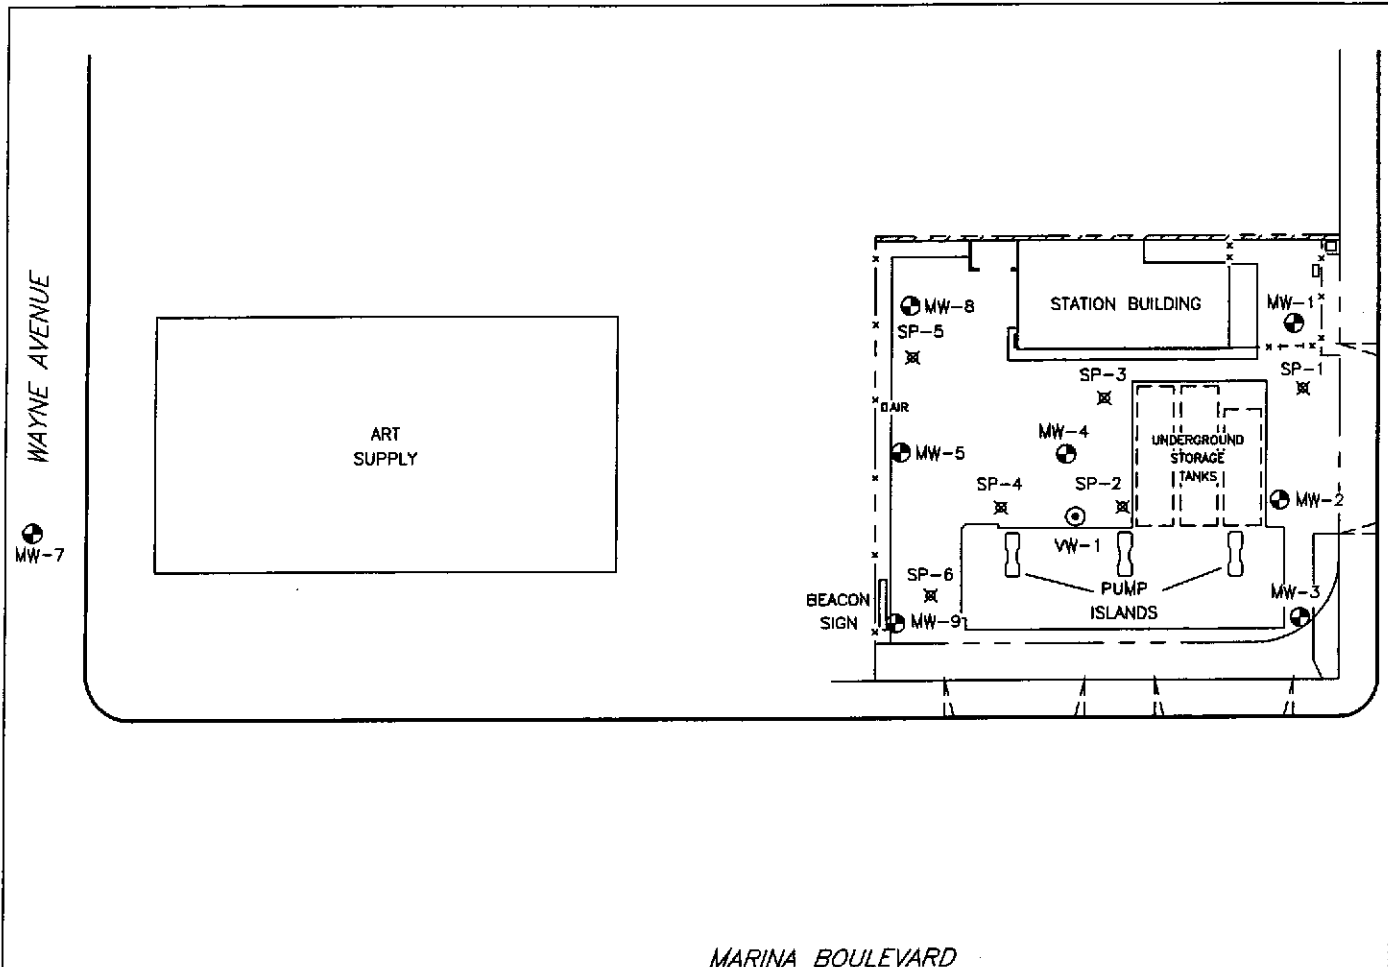 WAYNE AVENUE
MW-7
ART
SUPPLY
MW-8
SP-5
STATION BUILDING
MW-1
SP-3
SP-1
AIR
MW-5
MW-4
UNDERGROUND
STORAGE
TANKS
SP-4
SP-2
MW-2
VW-1
SP-6
PUMP
ISLANDS
MW-3
BEACON
SIGN
MW-9
MARINA BOULEVARD